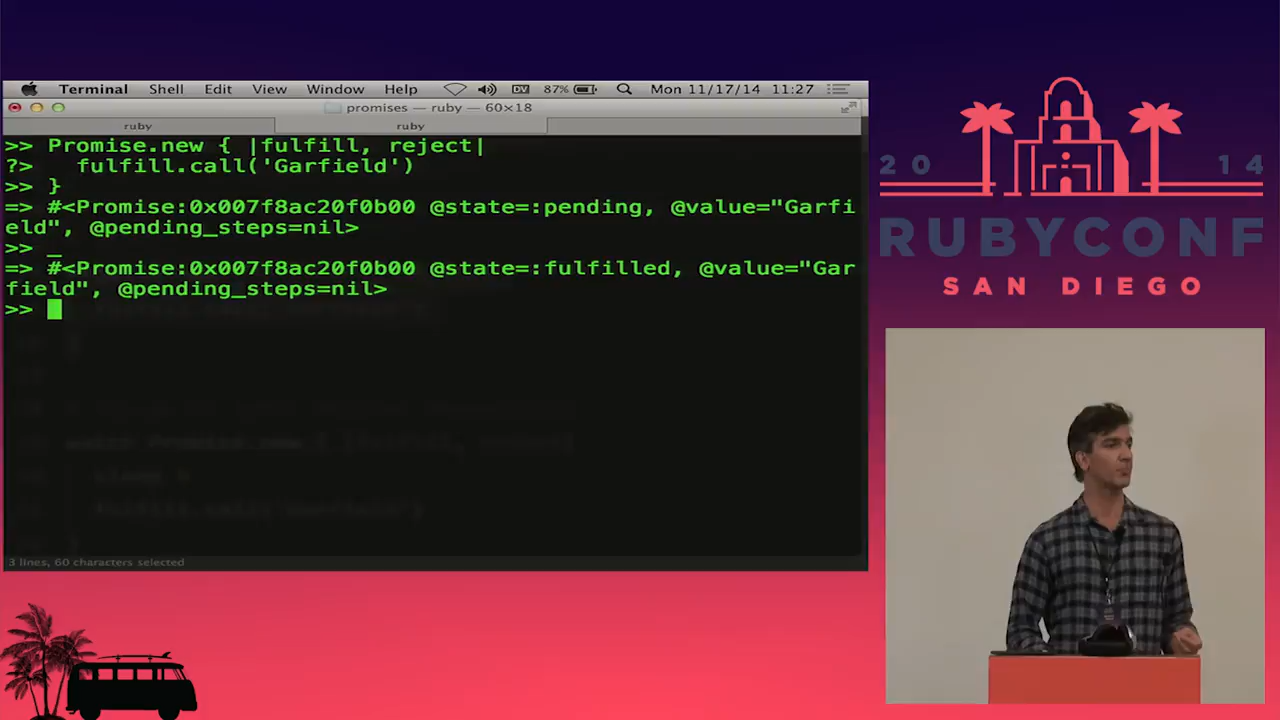 Terminal Shell Edit View Window Help DV 87% Mon 11/17/14 11:27
promises — ruby — 60×18
ruby ruby
>> Promise.new { |fulfill, reject|
?>   fulfill.call('Garfield')
>> }
=> #<Promise:0x007f8ac20f0b00 @state=:pending, @value="Garfi
eld", @pending_steps=nil>
>> _
=> #<Promise:0x007f8ac20f0b00 @state=:fulfilled, @value="Gar
field", @pending_steps=nil>
>>
3 lines, 60 characters selected
20 14
RUBYCONF
SAN DIEGO